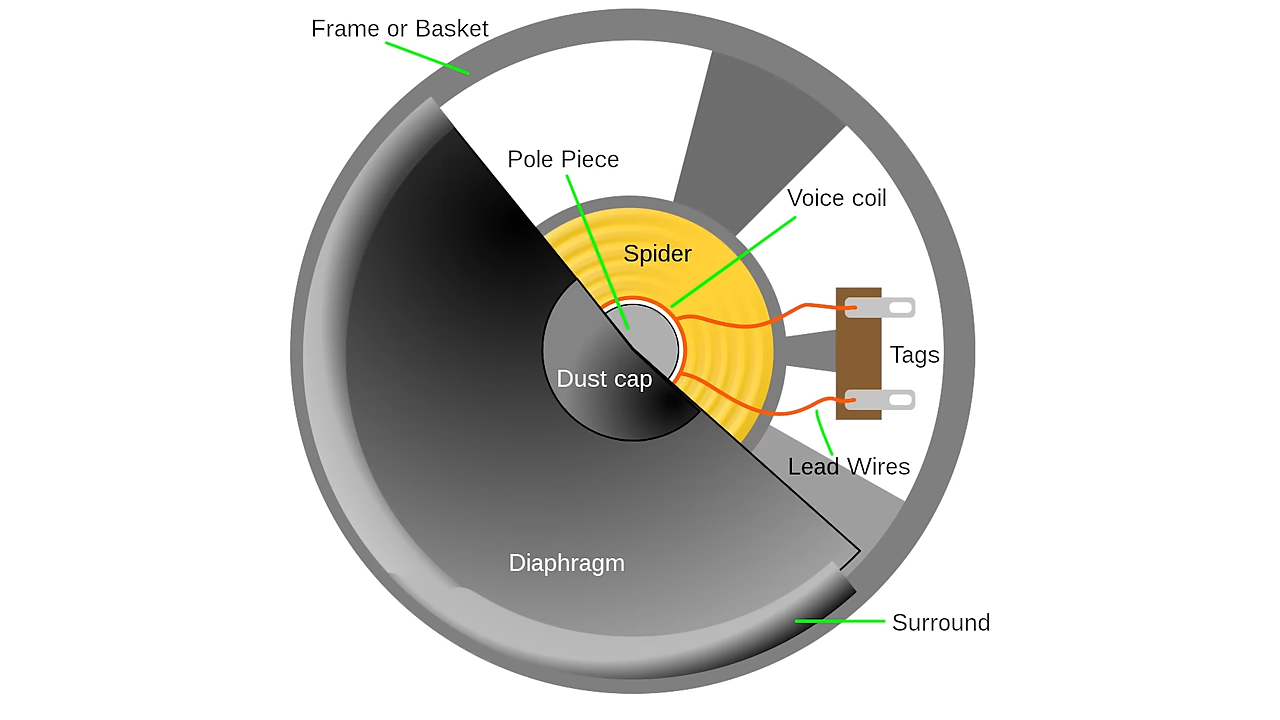 Frame or Basket
Pole Piece
Voice coil
Spider
Tags
Dust cap
Lead Wires
Diaphragm
Surround